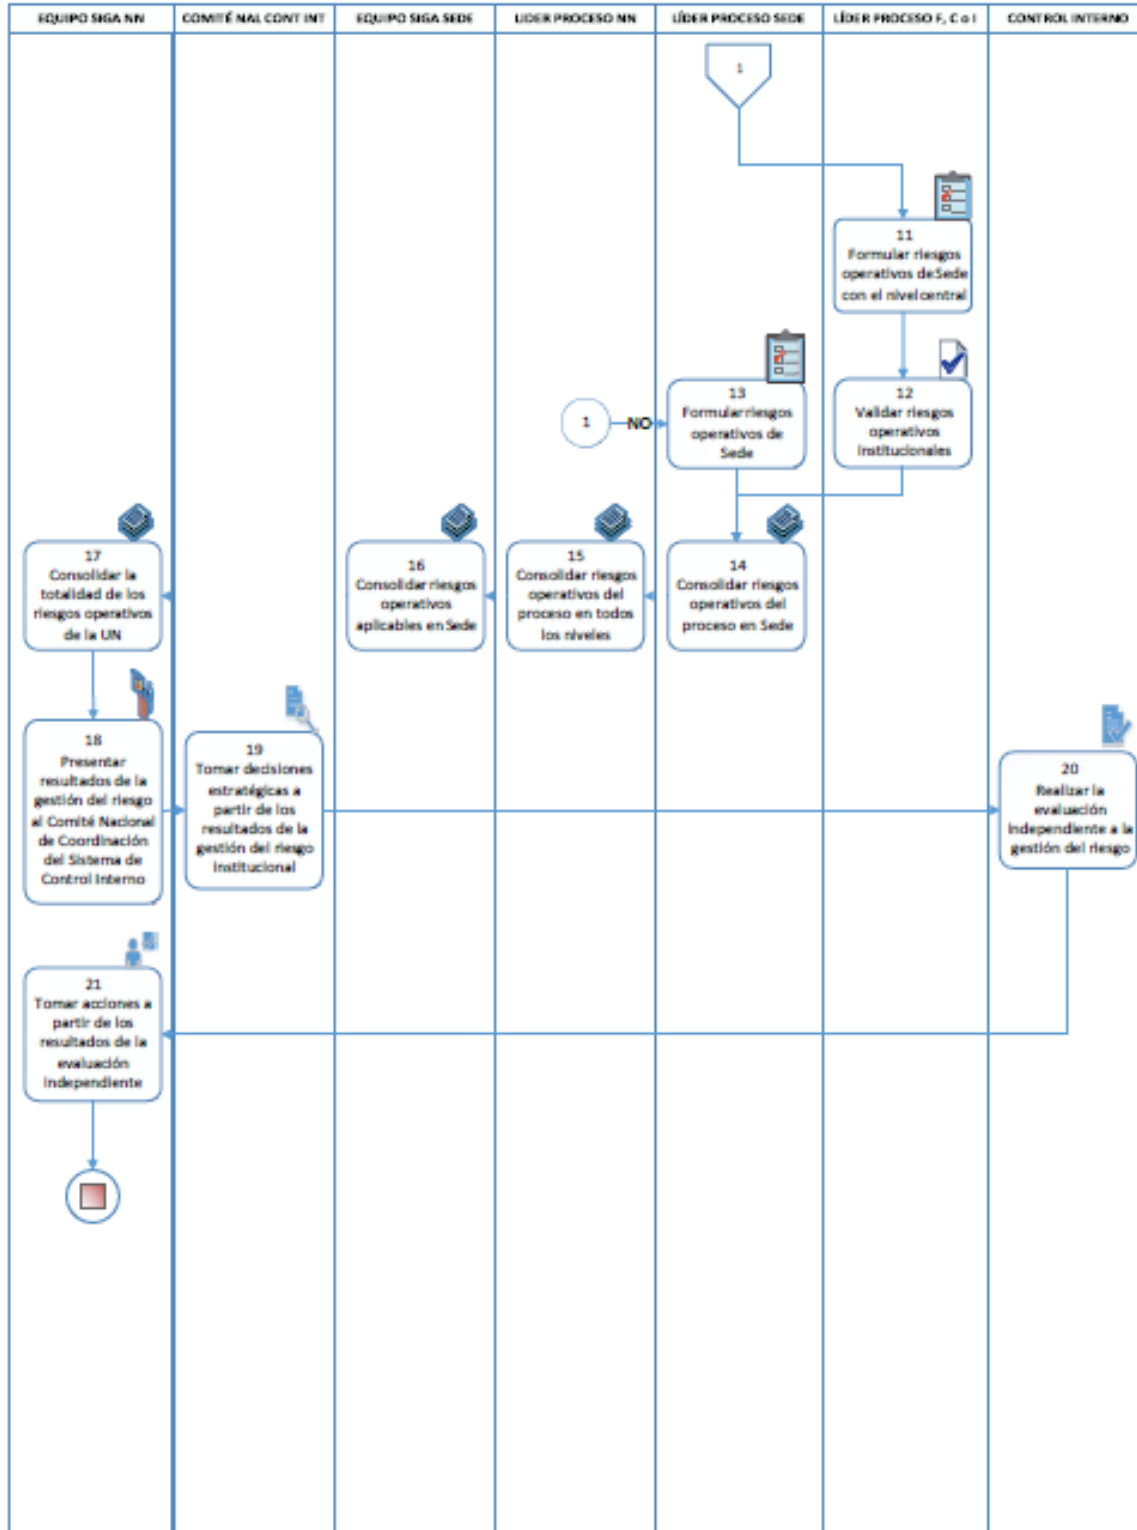 EQUIPO SIGA NN
COMITÉ NAL CONT INT
EQUIPO SIGA SEDE
LIDER PROCESO NN
LÍDER PROCESO SEDE
LÍDER PROCESO F, C o I
CONTROL INTERNO
1
11
Formular riesgos
operativos de Sede
con el nivel central
1
NO
13
Formular riesgos
operativos de
Sede
12
Validar riesgos
operativos
institucionales
17
Consolidar la
totalidad de los
riesgos operativos
de la UN
16
Consolidar riesgos
operativos
aplicables en Sede
15
Consolidar riesgos
operativos del
proceso en todos
los niveles
14
Consolidar riesgos
operativos del
proceso en Sede
18
Presentar
resultados de la
gestión del riesgo
al Comité Nacional
de Coordinación
del Sistema de
Control Interno
19
Tomar decisiones
estratégicas a
partir de los
resultados de la
gestión del riesgo
institucional
20
Realizar la
evaluación
independiente a la
gestión del riesgo
21
Tomar acciones a
partir de los
resultados de la
evaluación
independiente